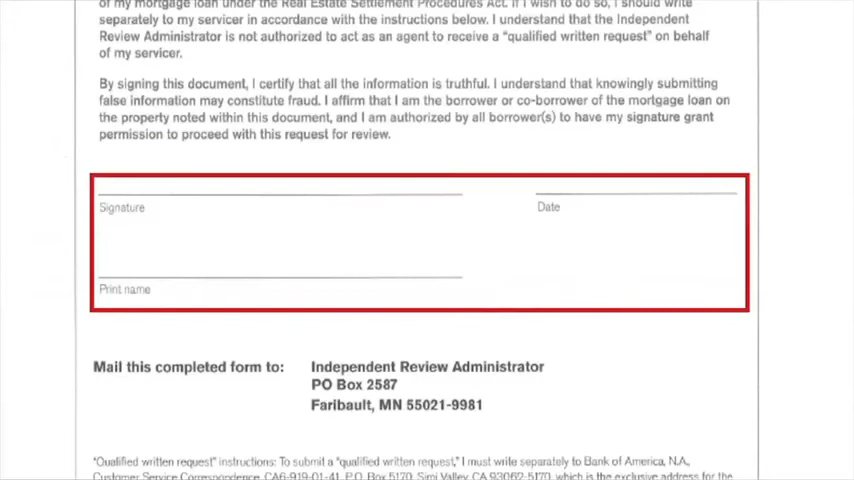 of my mortgage loan under the Real Estate Settlement Procedures Act. If I wish to do so, I should write
separately to my servicer in accordance with the instructions below. I understand that the Independent
Review Administrator is not authorized to act as an agent to receive a "qualified written request" on behalf
of my servicer.
By signing this document, I certify that all the information is truthful. I understand that knowingly submitting
false information may constitute fraud. I affirm that I am the borrower or co-borrower of the mortgage loan on
the property noted within this document, and I am authorized by all borrower(s) to have my signature grant
permission to proceed with this request for review.
Signature Date
Print name
Mail this completed form to: Independent Review Administrator
PO Box 2587
Faribault, MN 55021-9981
"Qualified written request" instructions: To submit a "qualified written request," I must write separately to Bank of America, N.A.,
Customer Service Correspondence, CA6-919-01-41, P.O. Box 5170, Simi Valley, CA 93062-5170, which is the exclusive address for the